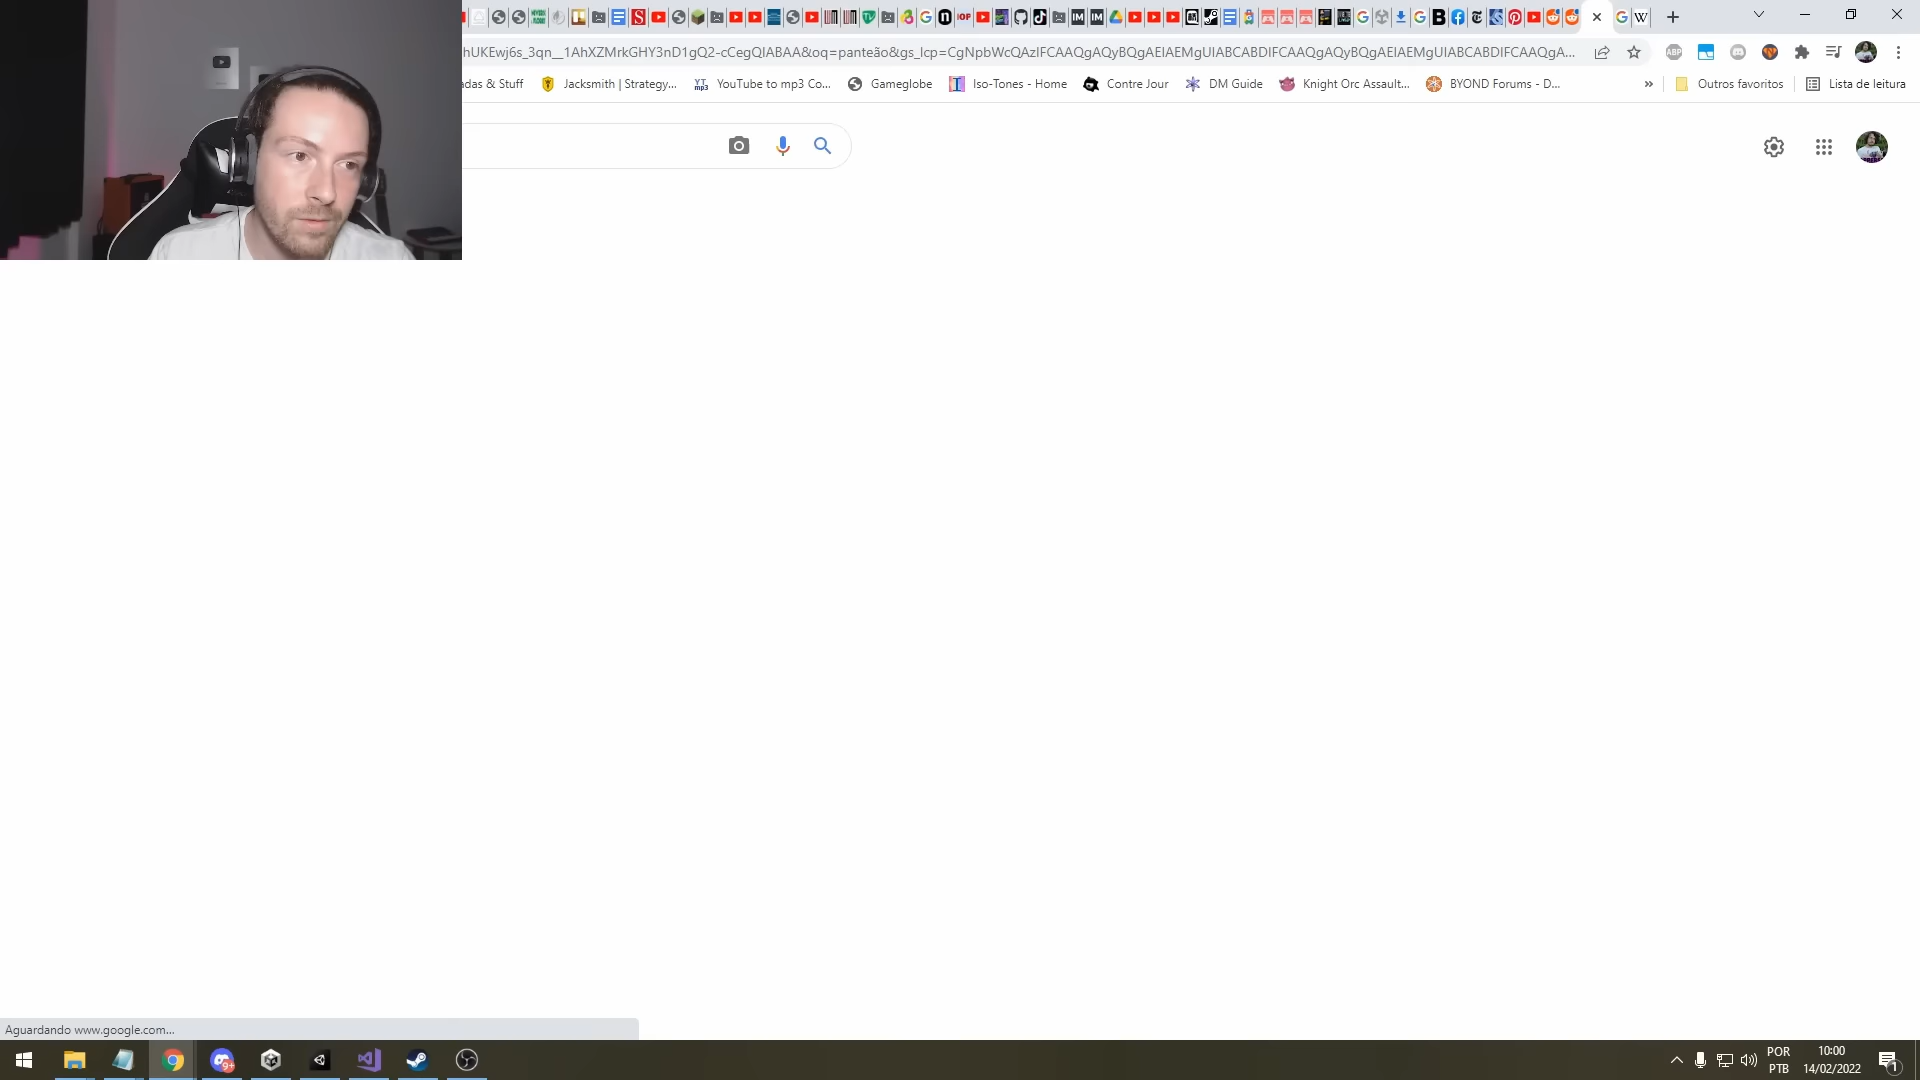 hUKEwj6s_3qn__1AhXZMrkGHY3nD1gQ2-cCegQIABAA&oq=panteão&gs_lcp=CgNpbWcQAzIFCAAQgAQyBQgAEIAEMgUIABCABDIFCAAQgAQyBQgAEIAEMgUIABCABDIFCAAQgA...
adas & Stuff
Jacksmith | Strategy...
YouTube to mp3 Co...
Gameglobe
Iso-Tones - Home
Contre Jour
DM Guide
Knight Orc Assault...
BYOND Forums - D...
»
Outros favoritos
Lista de leitura
Aguardando www.google.com...
POR
PTB
10:00
14/02/2022